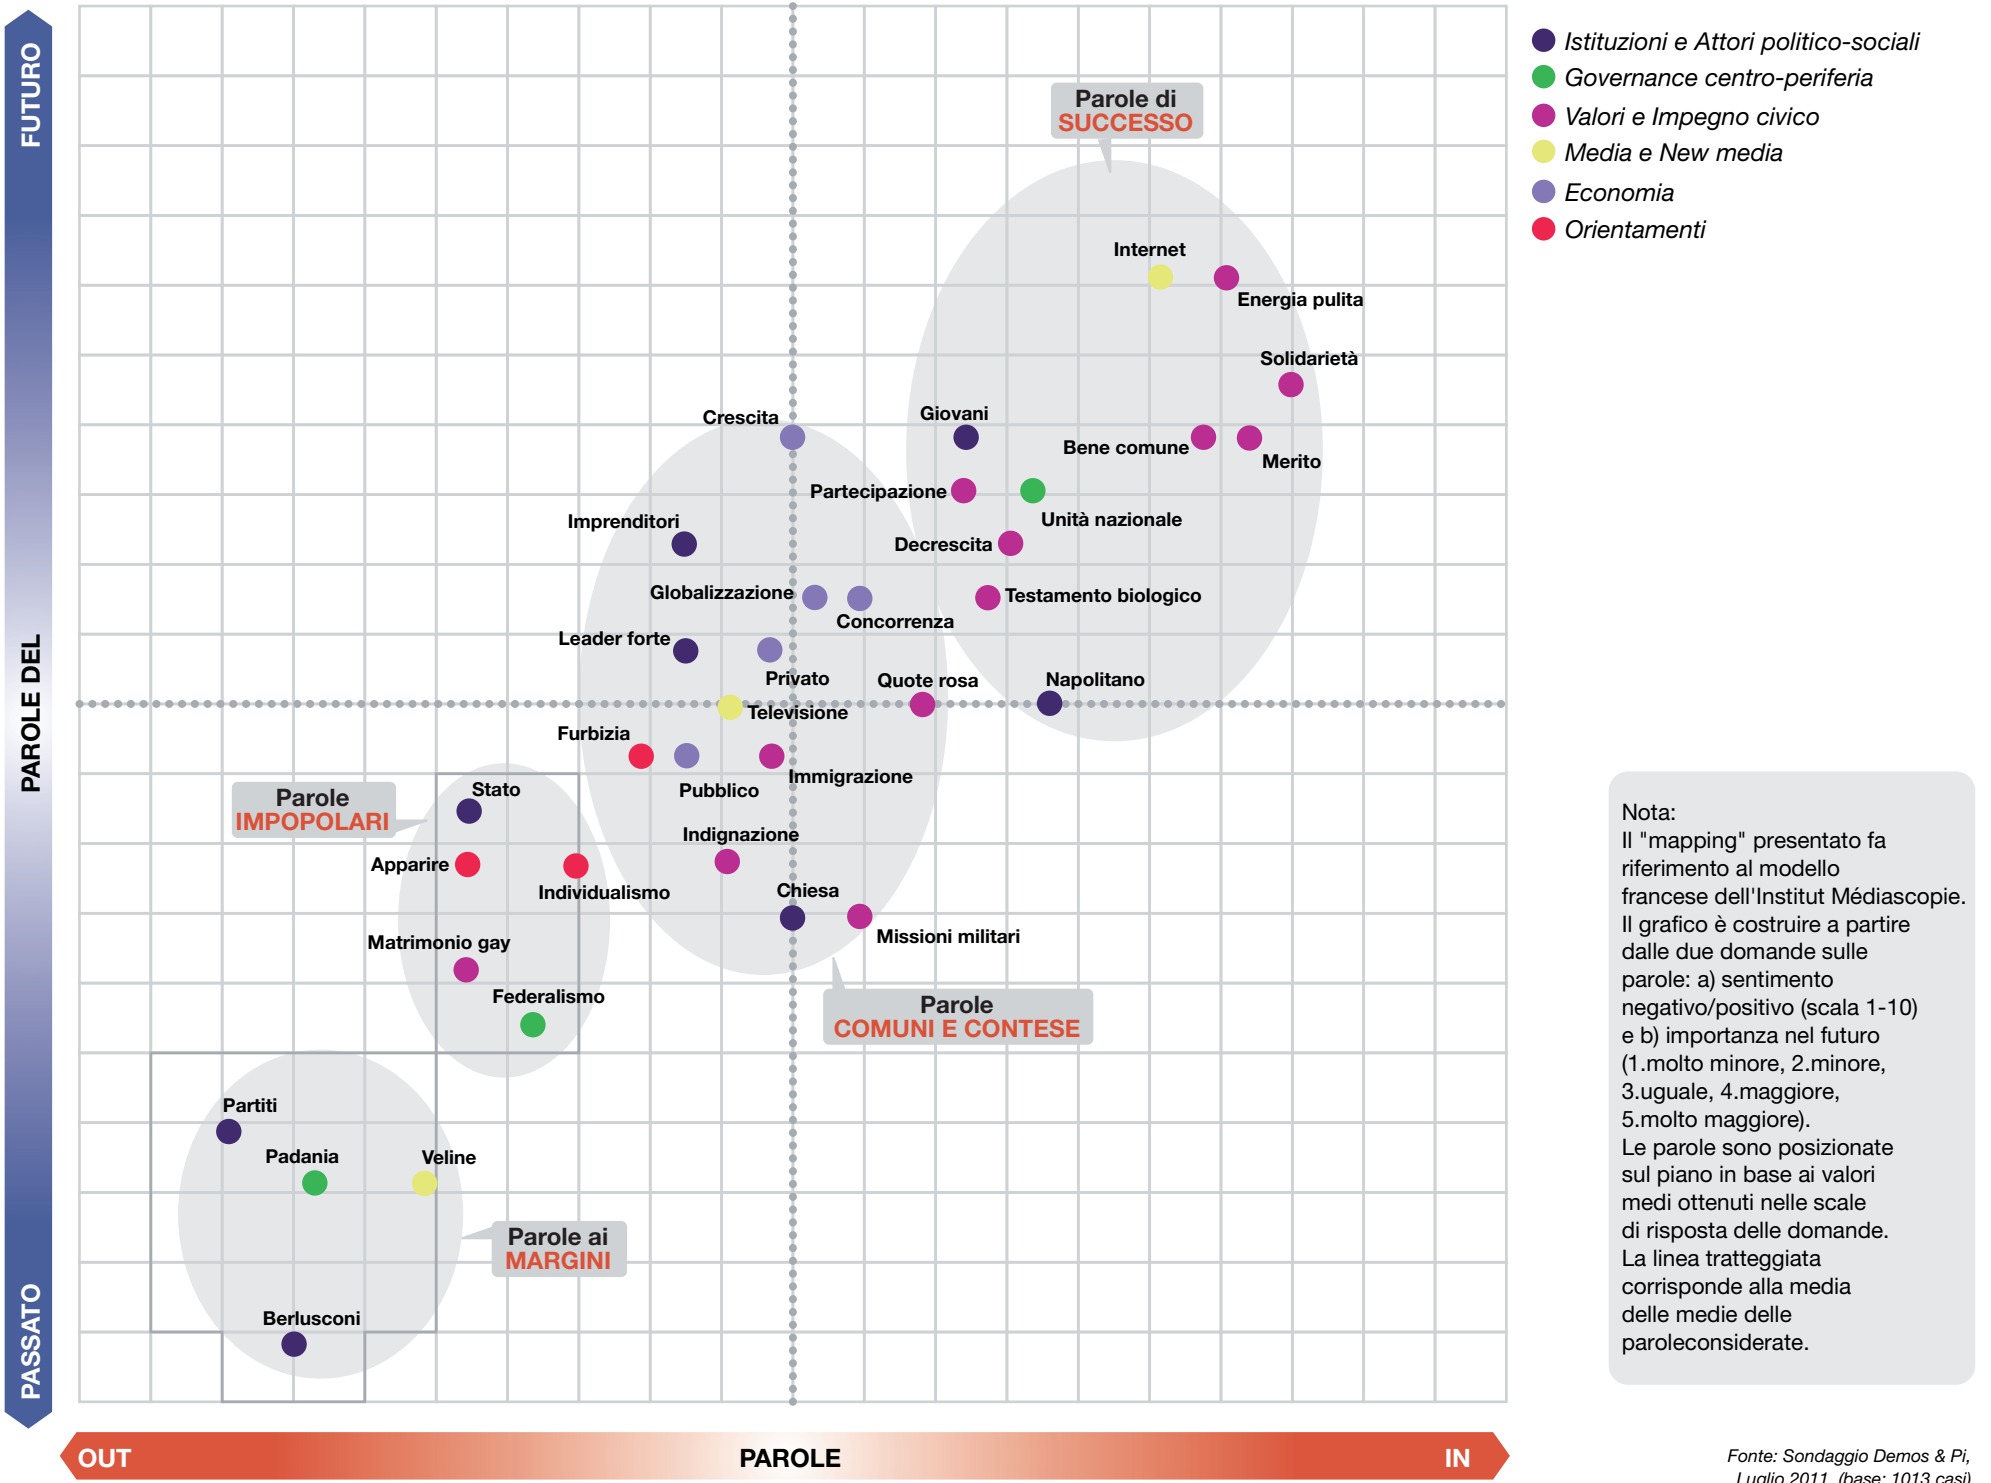 FUTURO
PAROLE DEL
PASSATO
Parole di
SUCCESSO
Internet
Energia pulita
Solidarietà
Crescita
Giovani
Bene comune
Merito
Partecipazione
Unità nazionale
Imprenditori
Decrescita
Globalizzazione
Concorrenza
Testamento biologico
Leader forte
Privato
Quote rosa
Napolitano
Televisione
Furbizia
Pubblico
Immigrazione
Parole
IMPOPOLARI
Stato
Apparire
Individualismo
Indignazione
Chiesa
Missioni militari
Matrimonio gay
Federalismo
Parole
COMUNI E CONTESE
Partiti
Padania
Veline
Parole ai
MARGINI
Berlusconi
OUT
PAROLE
IN
Istituzioni e Attori politico-sociali
Governance centro-periferia
Valori e Impegno civico
Media e New media
Economia
Orientamenti
Nota:
Il "mapping" presentato fa
riferimento al modello
francese dell'Institut Médiascopie.
Il grafico è costruire a partire
dalle due domande sulle
parole: a) sentimento
negativo/positivo (scala 1-10)
e b) importanza nel futuro
(1.molto minore, 2.minore,
3.uguale, 4.maggiore,
5.molto maggiore).
Le parole sono posizionate
sul piano in base ai valori
medi ottenuti nelle scale
di risposta delle domande.
La linea tratteggiata
corrisponde alla media
delle medie delle
paroleconsiderate.
Fonte: Sondaggio Demos & Pi,
Luglio 2011. (base: 1013 casi)